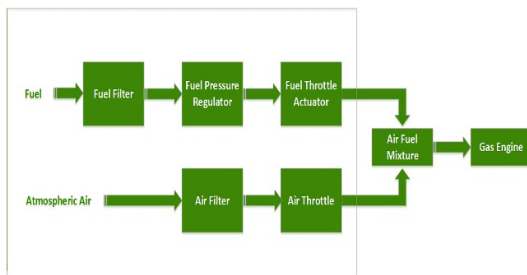 Fuel
Fuel Filter
Fuel Pressure
Regulator
Fuel Throttle
Actuator
Air Fuel
Mixture
Gas Engine
Atmospheric Air
Air Filter
Air Throttle